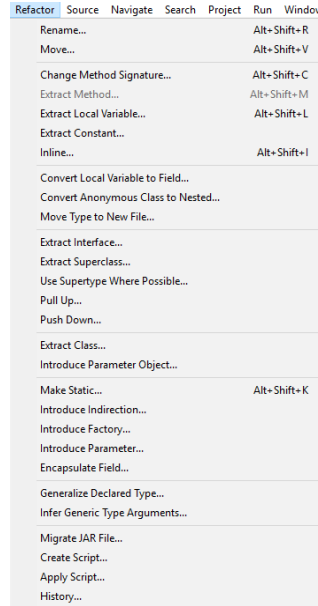 Refactor Source Navigate Search Project Run Window
Rename... Alt+Shift+R
Move... Alt+Shift+V
Change Method Signature... Alt+Shift+C
Extract Method... Alt+Shift+M
Extract Local Variable... Alt+Shift+L
Extract Constant...
Inline... Alt+Shift+I
Convert Local Variable to Field...
Convert Anonymous Class to Nested...
Move Type to New File...
Extract Interface...
Extract Superclass...
Use Supertype Where Possible...
Pull Up...
Push Down...
Extract Class...
Introduce Parameter Object...
Make Static... Alt+Shift+K
Introduce Indirection...
Introduce Factory...
Introduce Parameter...
Encapsulate Field...
Generalize Declared Type...
Infer Generic Type Arguments...
Migrate JAR File...
Create Script...
Apply Script...
History...